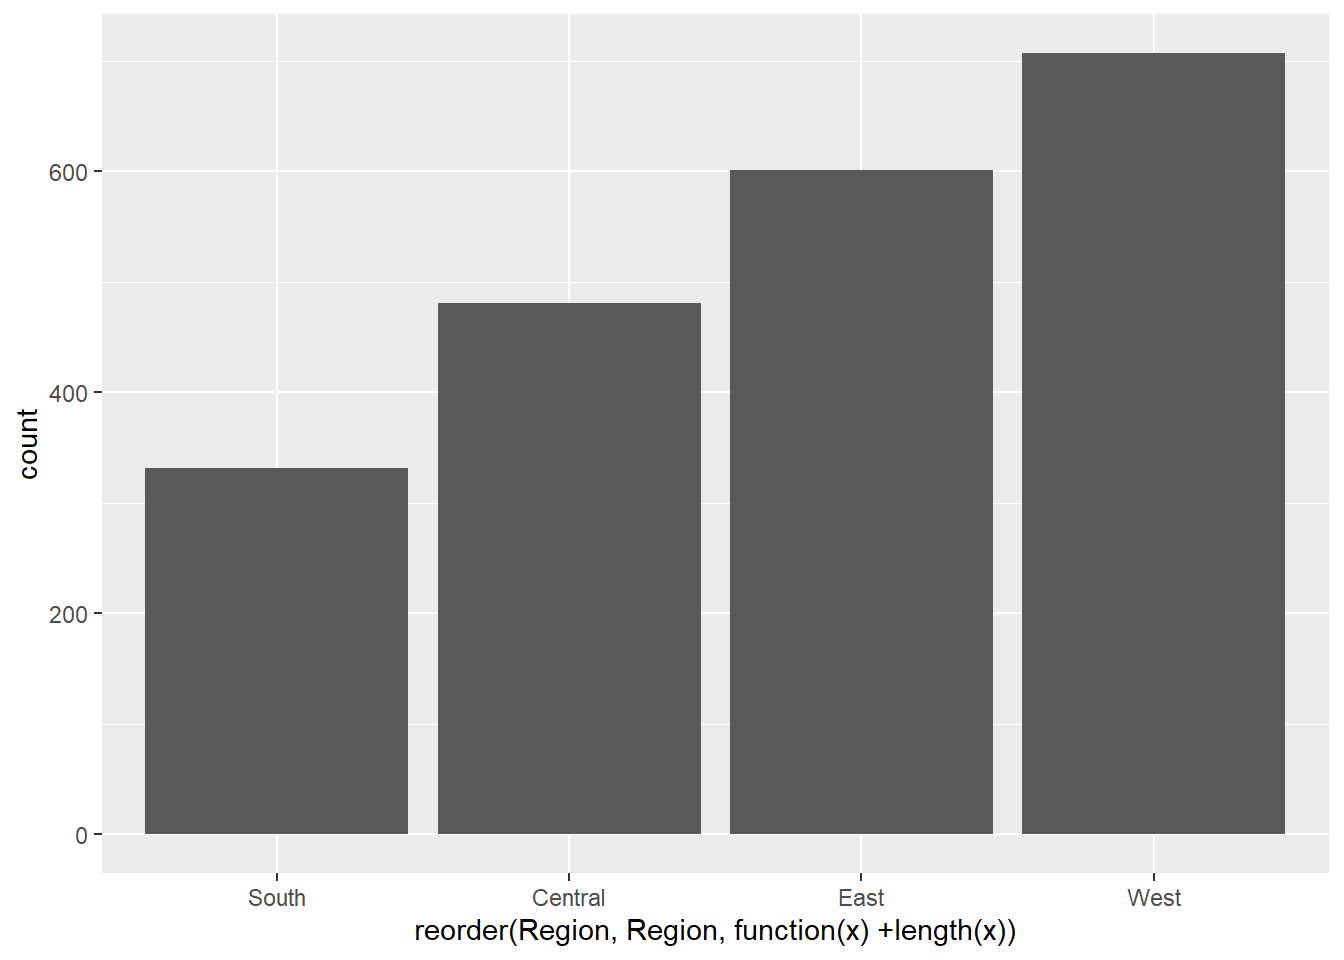 600
400
200
0
count
South Central East West
reorder(Region, Region, function(x) +length(x))